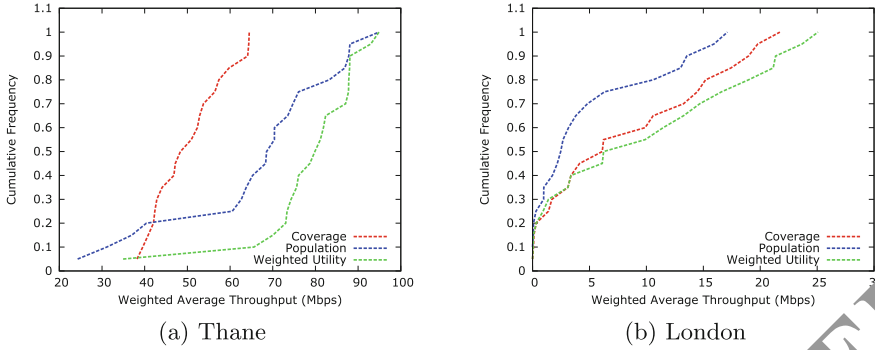 1.1
1
0.9
0.8
0.7
0.6
0.5
0.4
0.3
0.2
0.1
0
Cumulative Frequency
Coverage
Population
Weighted Utility
20 30 40 50 60 70 80 90 100
Weighted Average Throughput (Mbps)
(a) Thane
1.1
1
0.9
0.8
0.7
0.6
0.5
0.4
0.3
0.2
0.1
0
Cumulative Frequency
Coverage
Population
Weighted Utility
0 5 10 15 20 25
Weighted Average Throughput (Mbps)
(b) London